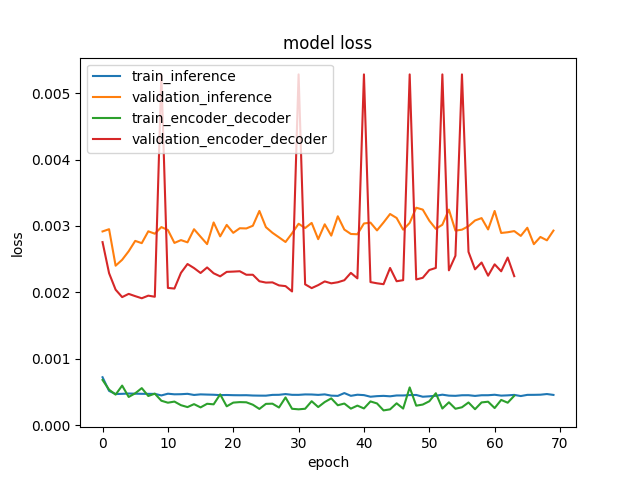 model loss
train_inference
validation_inference
train_encoder_decoder
validation_encoder_decoder
loss
0.005
0.004
0.003
0.002
0.001
0.000
0 10 20 30 40 50 60 70
epoch